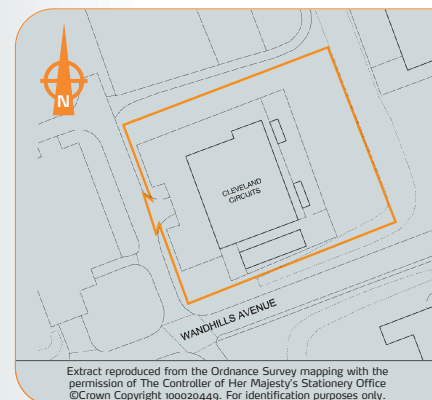 N
CLEVELAND
CIRCUITS
WANDHILLS AVENUE
Extract reproduced from the Ordnance Survey mapping with the
permission of The Controller of Her Majesty's Stationery Office
©Crown Copyright 100020449. For identification purposes only.